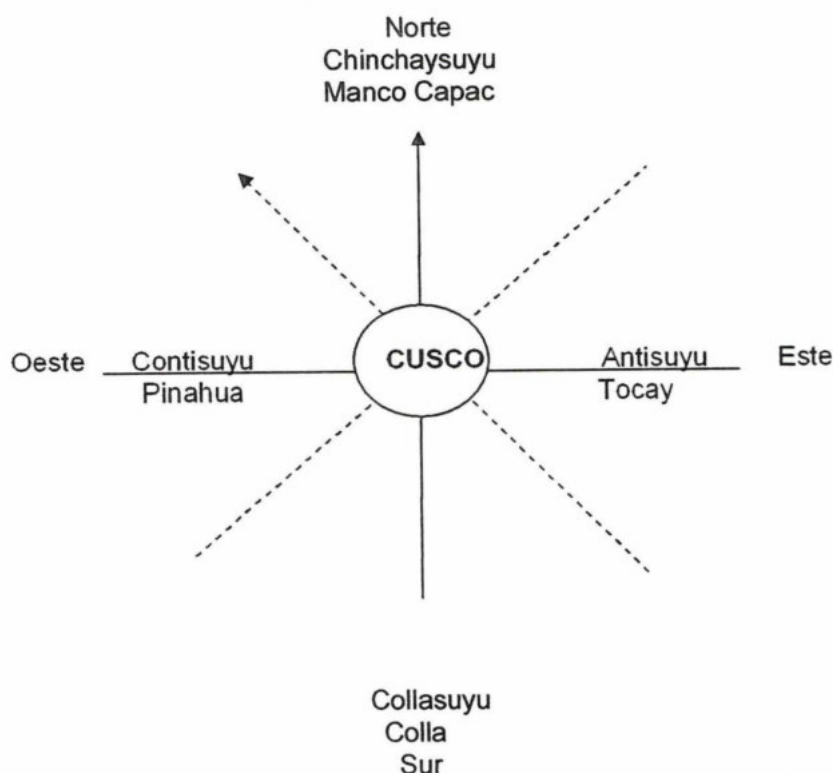 Norte
Chinchaysuyu
Manco Capac
Oeste
Contisuyu
Pinahua
CUSCO
Antisuyu
Tocay
Este
Collasuyu
Colla
Sur